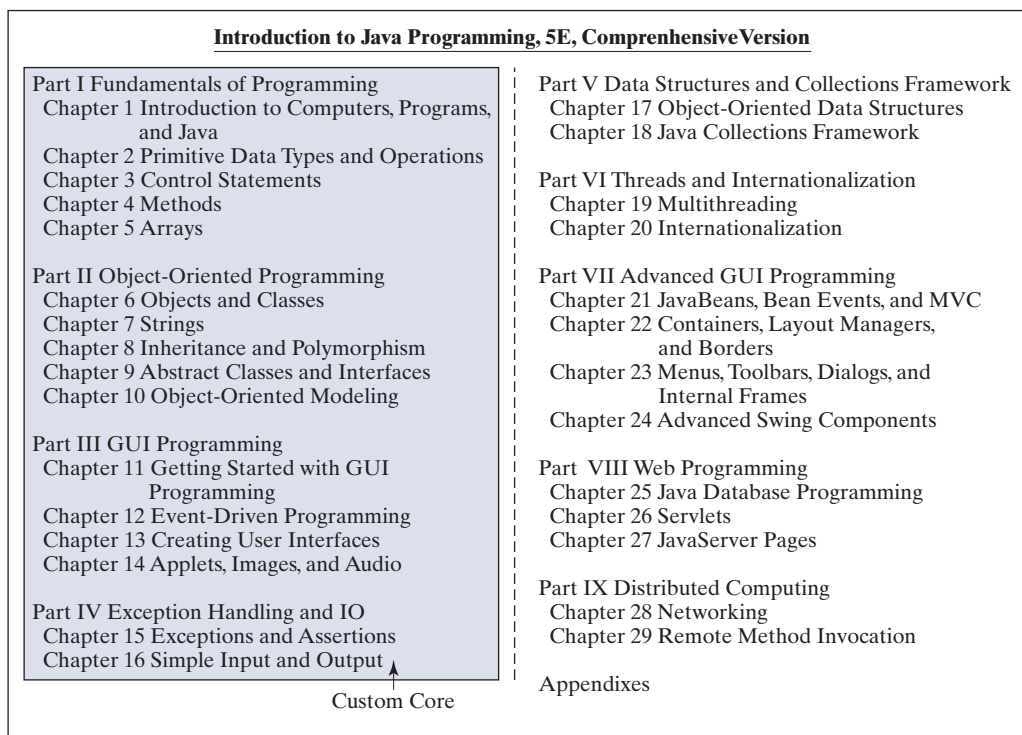 Introduction to Java Programming, 5E, ComprenhensiveVersion
Part I Fundamentals of Programming
Chapter 1 Introduction to Computers, Programs,
and Java
Chapter 2 Primitive Data Types and Operations
Chapter 3 Control Statements
Chapter 4 Methods
Chapter 5 Arrays
Part II Object-Oriented Programming
Chapter 6 Objects and Classes
Chapter 7 Strings
Chapter 8 Inheritance and Polymorphism
Chapter 9 Abstract Classes and Interfaces
Chapter 10 Object-Oriented Modeling
Part III GUI Programming
Chapter 11 Getting Started with GUI
Programming
Chapter 12 Event-Driven Programming
Chapter 13 Creating User Interfaces
Chapter 14 Applets, Images, and Audio
Part IV Exception Handling and IO
Chapter 15 Exceptions and Assertions
Chapter 16 Simple Input and Output
Custom Core
Part V Data Structures and Collections Framework
Chapter 17 Object-Oriented Data Structures
Chapter 18 Java Collections Framework
Part VI Threads and Internationalization
Chapter 19 Multithreading
Chapter 20 Internationalization
Part VII Advanced GUI Programming
Chapter 21 JavaBeans, Bean Events, and MVC
Chapter 22 Containers, Layout Managers,
and Borders
Chapter 23 Menus, Toolbars, Dialogs, and
Internal Frames
Chapter 24 Advanced Swing Components
Part VIII Web Programming
Chapter 25 Java Database Programming
Chapter 26 Servlets
Chapter 27 JavaServer Pages
Part IX Distributed Computing
Chapter 28 Networking
Chapter 29 Remote Method Invocation
Appendixes